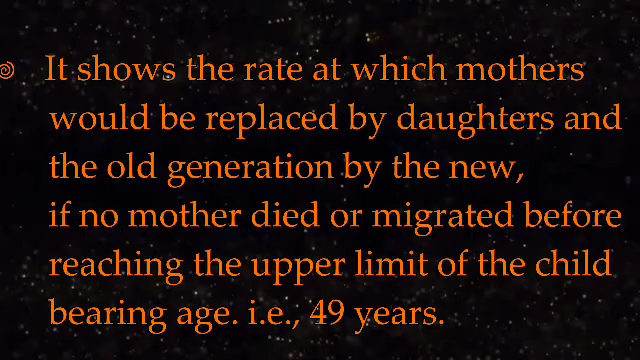 It shows the rate at which mothers
would be replaced by daughters and
the old generation by the new,
if no mother died or migrated before
reaching the upper limit of the child
bearing age. i.e., 49 years.